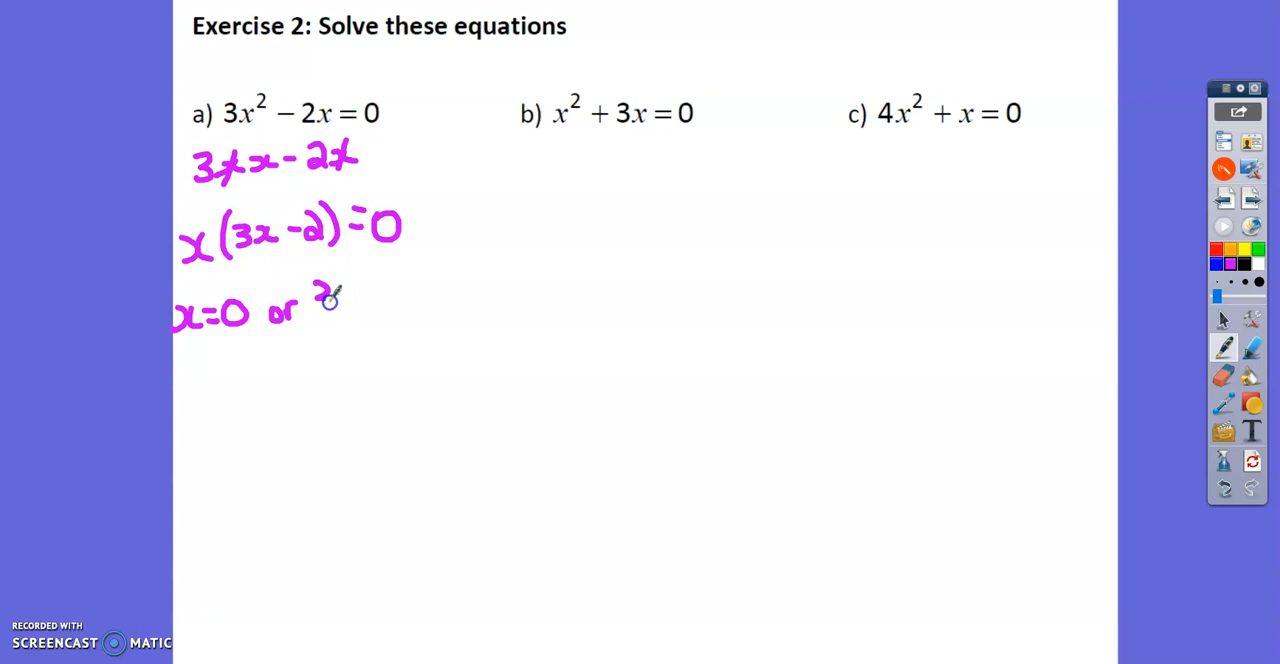 Exercise 2: Solve these equations
a) 3x² − 2x = 0 b) x² + 3x = 0 c) 4x² + x = 0
3xx - 2x
x(3x - 2) = 0
x=0 or
RECORDED WITH
SCREENCAST MATIC